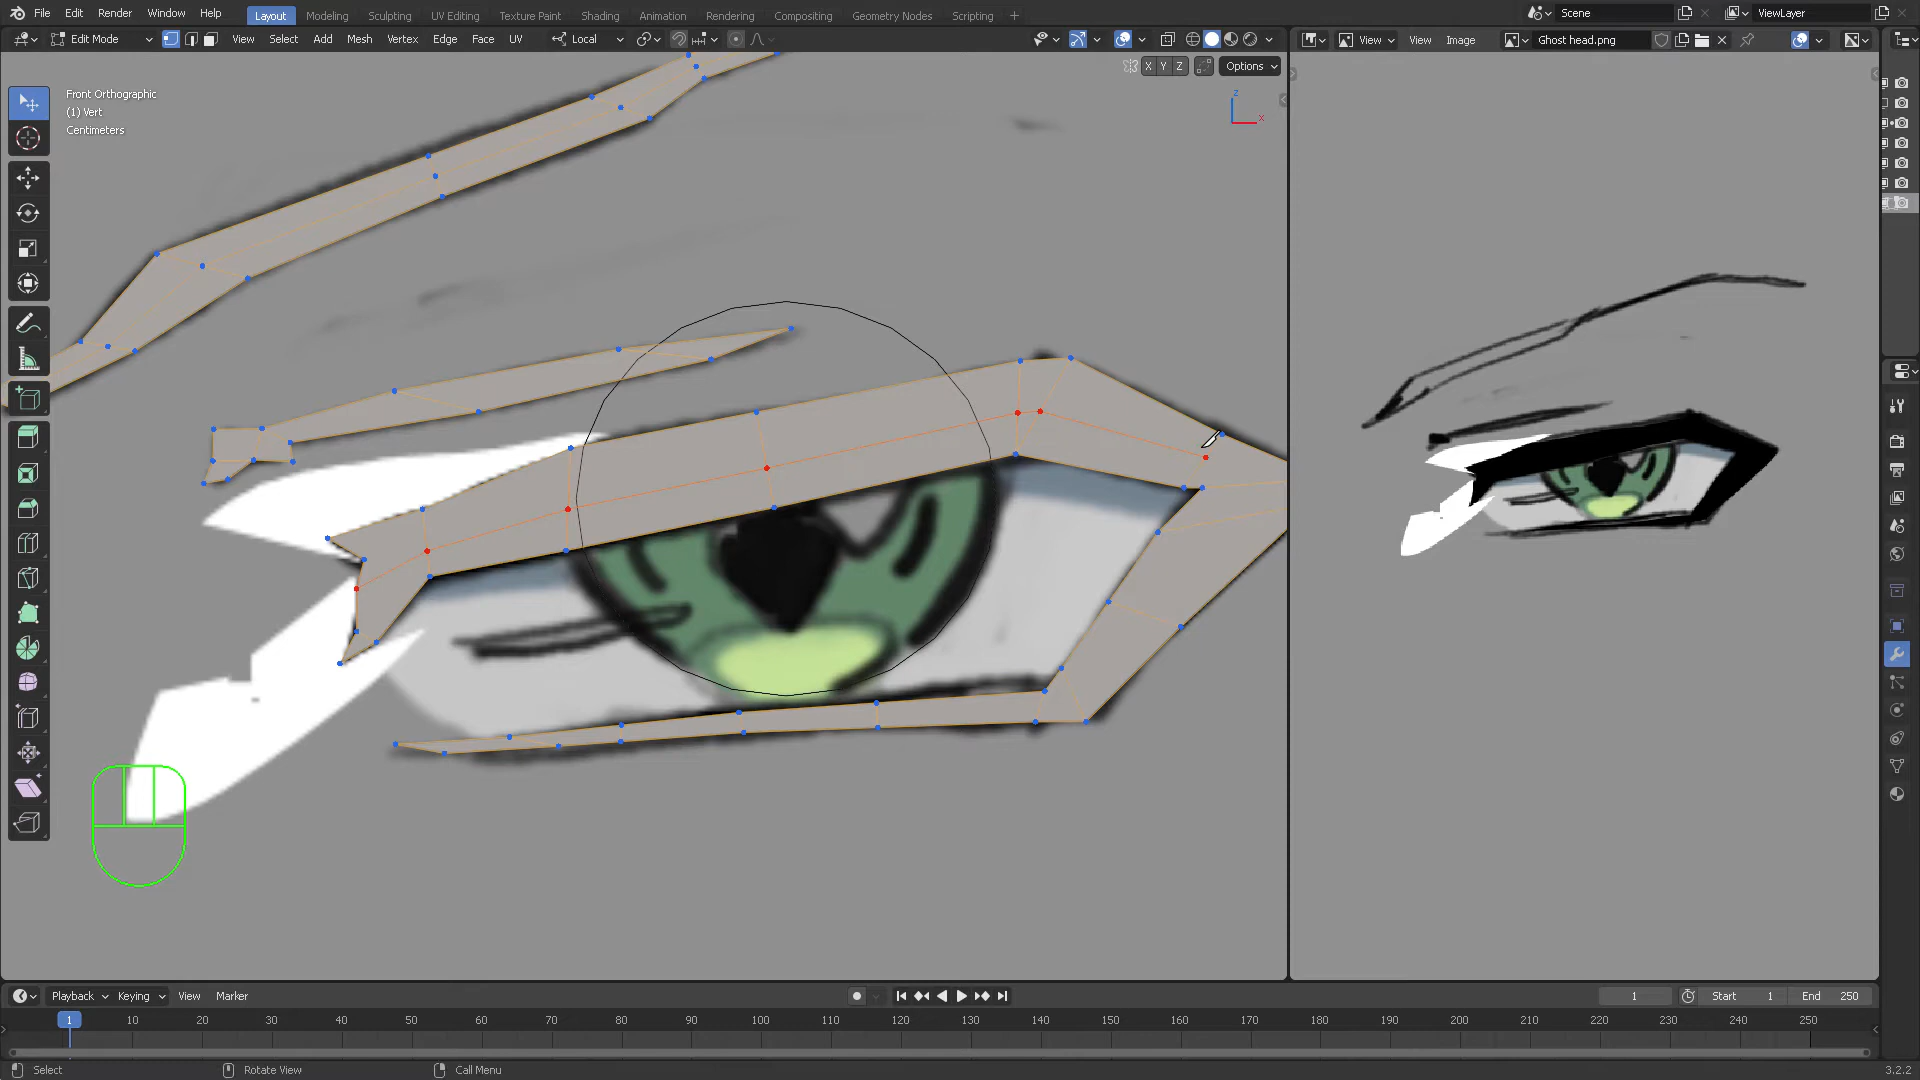 File Edit Render Window Help Layout Modeling Sculpting UV Editing Texture Paint Shading Animation Rendering Compositing Geometry Nodes Scripting + Scene ViewLayer
Edit Mode View Select Add Mesh Vertex Edge Face UV Local View View Image Ghost head.png
X Y Z Options
Front Orthographic
(1) Vert
Centimeters
z
x
Playback Keying View Marker 1 Start 1 End 250
1 10 20 30 40 50 60 70 80 90 100 110 120 130 140 150 160 170 180 190 200 210 220 230 240 250
Select Rotate View Call Menu 3.2.2